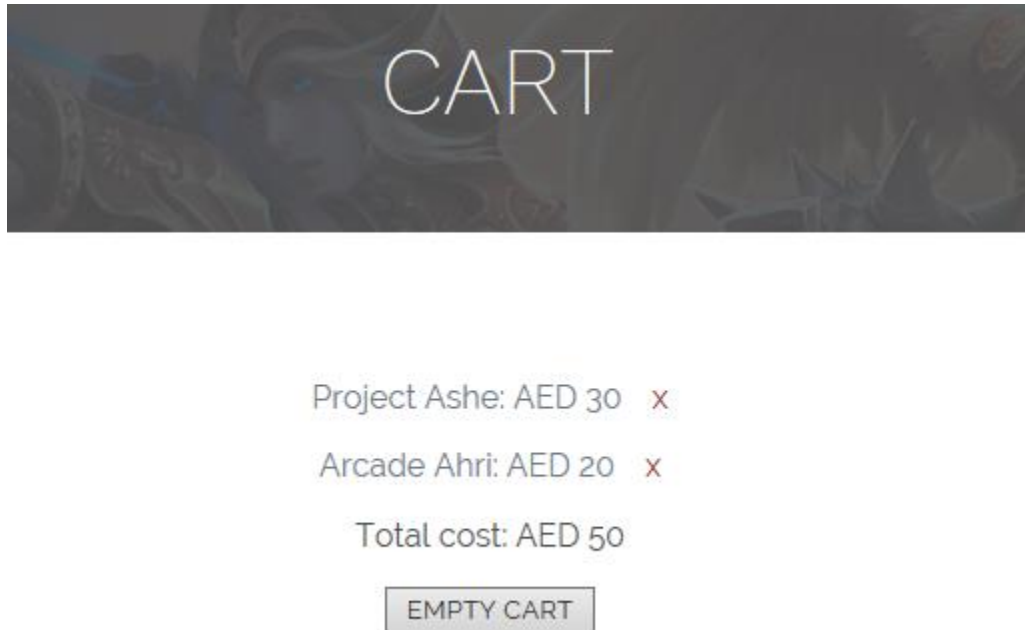 CART
Project Ashe: AED 30 x
Arcade Ahri: AED 20 x
Total cost: AED 50
EMPTY CART